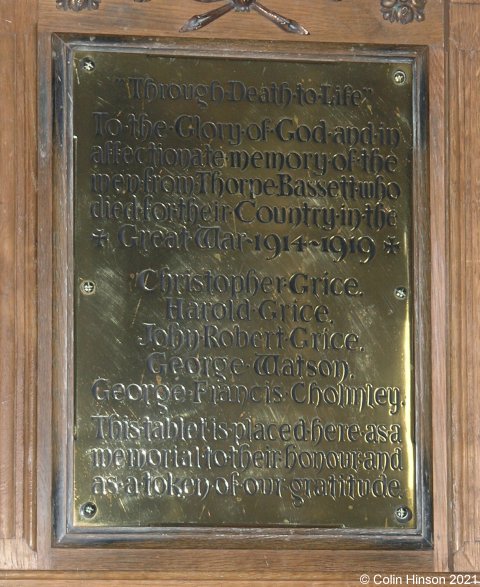 "Through·Death·to·Life"
To·the·Glory·of·God·and·in
affectionate·memory·of·the
men·from·Thorpe·Bassett·who
died·for·their·Country·in·the
✠ Great·War·1914~1919 ✠
Christopher·Grice.
Harold·Grice.
John·Robert·Grice.
George·Watson.
George·Francis·Cholmley.
This·tablet·is·placed·here·as·a
memorial·to·their·honour·and
as·a·token·of·our·gratitude.
© Colin Hinson 2021